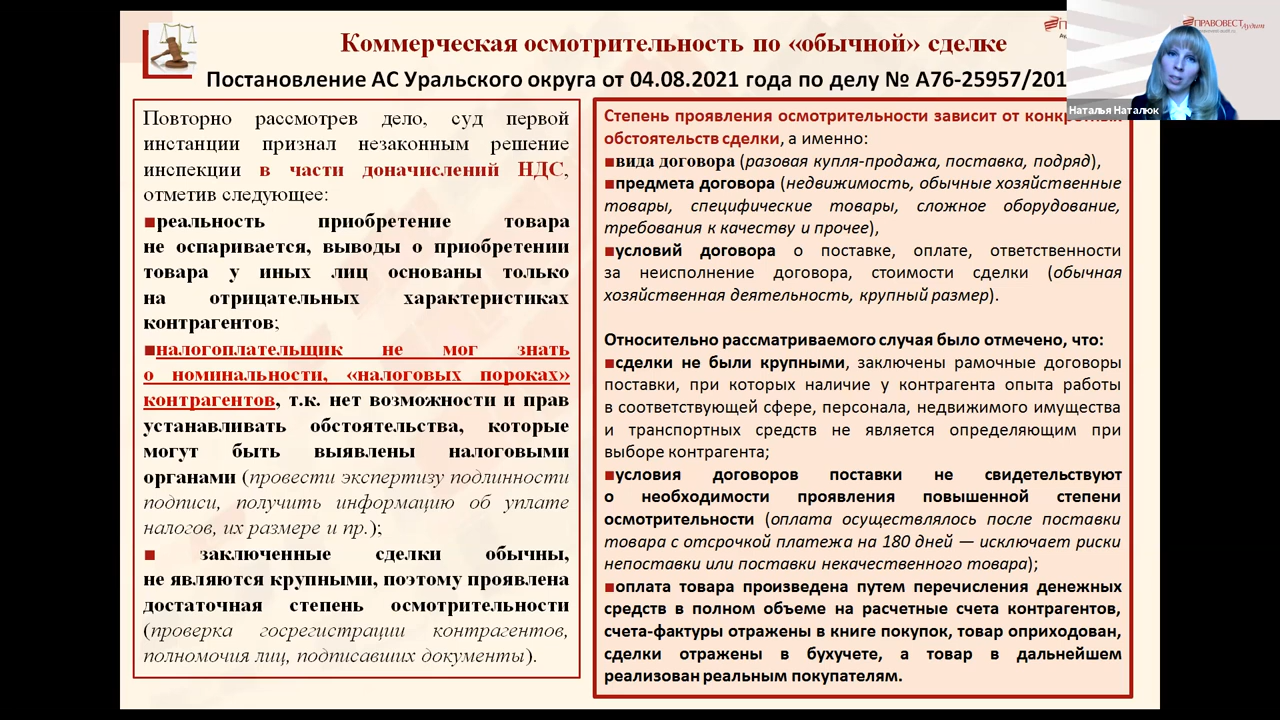 Коммерческая осмотрительность по «обычной» сделке
Постановление АС Уральского округа от 04.08.2021 года по делу № А76-25957/201
ПРАВОВЕСТ Аудит
Наталья Наталюк
Повторно рассмотрев дело, суд первой
инстанции признал незаконным решение
инспекции в части доначислений НДС,
отметив следующее:
■реальность приобретение товара
не оспаривается, выводы о приобретении
товара у иных лиц основаны только
на отрицательных характеристиках
контрагентов;
■налогоплательщик не мог знать
о номинальности, «налоговых пороках»
контрагентов, т.к. нет возможности и прав
устанавливать обстоятельства, которые
могут быть выявлены налоговыми
органами (провести экспертизу подлинности
подписи, получить информацию об уплате
налогов, их размере и пр.);
■ заключенные сделки обычны,
не являются крупными, поэтому проявлена
достаточная степень осмотрительности
(проверка госрегистрации контрагентов,
полномочия лиц, подписавших документы).
Степень проявления осмотрительности зависит от конкретных
обстоятельств сделки, а именно:
■вида договора (разовая купля-продажа, поставка, подряд),
■предмета договора (недвижимость, обычные хозяйственные
товары, специфические товары, сложное оборудование,
требования к качеству и прочее),
■условий договора о поставке, оплате, ответственности
за неисполнение договора, стоимости сделки (обычная
хозяйственная деятельность, крупный размер).
Относительно рассматриваемого случая было отмечено, что:
■сделки не были крупными, заключены рамочные договоры
поставки, при которых наличие у контрагента опыта работы
в соответствующей сфере, персонала, недвижимого имущества
и транспортных средств не является определяющим при
выборе контрагента;
■условия договоров поставки не свидетельствуют
о необходимости проявления повышенной степени
осмотрительности (оплата осуществлялось после поставки
товара с отсрочкой платежа на 180 дней — исключает риски
непоставки или поставки некачественного товара);
■оплата товара произведена путем перечисления денежных
средств в полном объеме на расчетные счета контрагентов,
счета-фактуры отражены в книге покупок, товар оприходован,
сделки отражены в бухучете, а товар в дальнейшем
реализован реальным покупателям.